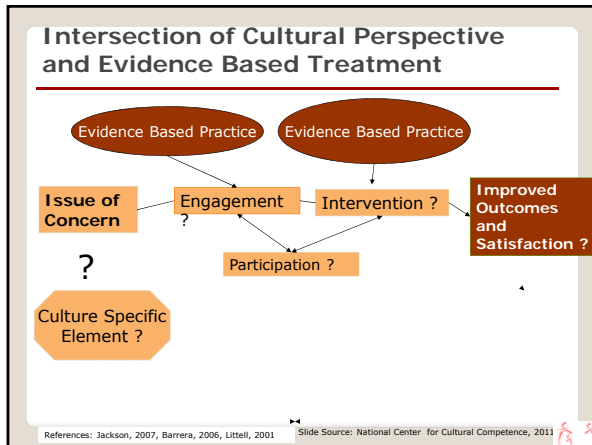 Intersection of Cultural Perspective
and Evidence Based Treatment
Evidence Based Practice
Evidence Based Practice
Issue of
Concern
Engagement
?
Intervention ?
Improved
Outcomes
and
Satisfaction ?
Participation ?
?
Culture Specific
Element ?
References: Jackson, 2007, Barrera, 2006, Littell, 2001
Slide Source: National Center for Cultural Competence, 2011